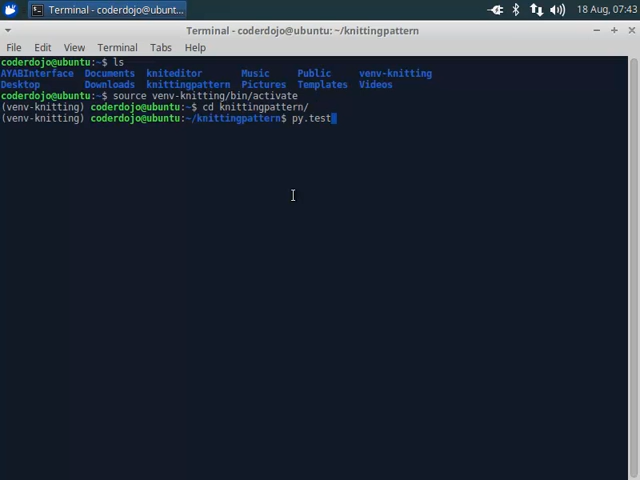 Terminal - coderdojo@ubunt... 18 Aug, 07:43
Terminal - coderdojo@ubuntu: ~/knittingpattern
File Edit View Terminal Tabs Help
coderdojo@ubuntu:~$ ls
AYABInterface Documents kniteditor Music Public venv-knitting
Desktop Downloads knittingpattern Pictures Templates Videos
coderdojo@ubuntu:~$ source venv-knitting/bin/activate
(venv-knitting) coderdojo@ubuntu:~$ cd knittingpattern/
(venv-knitting) coderdojo@ubuntu:~/knittingpattern$ py.test